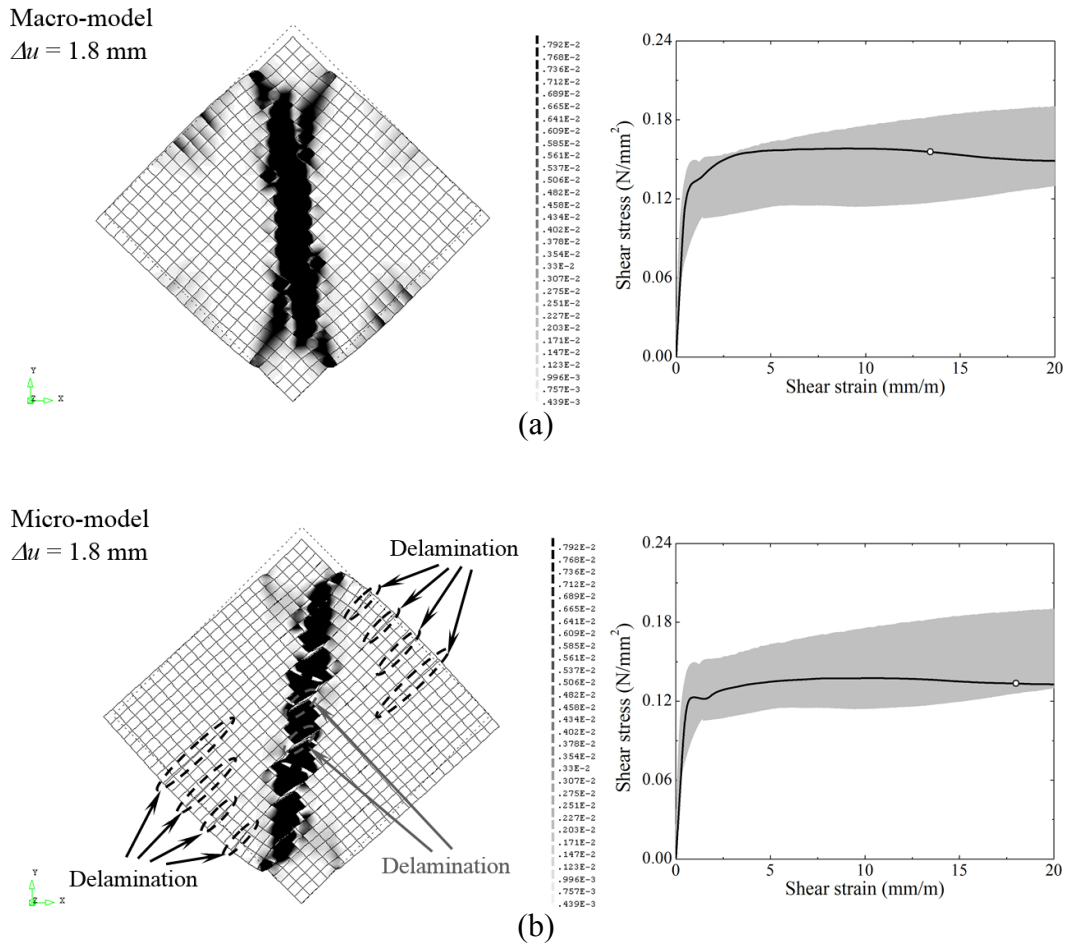 Macro-model
Δu = 1.8 mm
.792E-2
.768E-2
.736E-2
.712E-2
.689E-2
.665E-2
.641E-2
.609E-2
.585E-2
.561E-2
.537E-2
.506E-2
.482E-2
.458E-2
.434E-2
.402E-2
.378E-2
.354E-2
.33E-2
.307E-2
.275E-2
.251E-2
.227E-2
.203E-2
.171E-2
.147E-2
.123E-2
.996E-3
.757E-3
.439E-3
Y
Z X
0.24
0.18
0.12
0.06
0.00
Shear stress (N/mm²)
0 5 10 15 20
Shear strain (mm/m)
(a)
Micro-model
Δu = 1.8 mm
Delamination
Delamination
Delamination
.792E-2
.768E-2
.736E-2
.712E-2
.689E-2
.665E-2
.641E-2
.609E-2
.585E-2
.561E-2
.537E-2
.506E-2
.482E-2
.458E-2
.434E-2
.402E-2
.378E-2
.354E-2
.33E-2
.307E-2
.275E-2
.251E-2
.227E-2
.203E-2
.171E-2
.147E-2
.123E-2
.996E-3
.757E-3
.439E-3
Y
Z X
0.24
0.18
0.12
0.06
0.00
Shear stress (N/mm²)
0 5 10 15 20
Shear strain (mm/m)
(b)